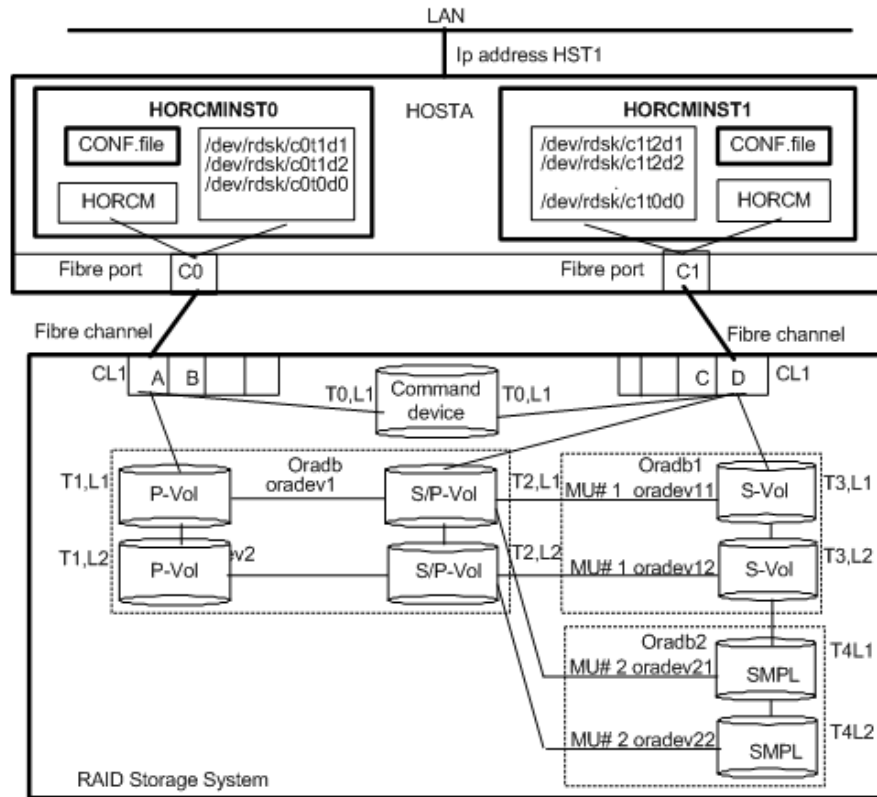 LAN
Ip address HST1
HORCMINST0
HOSTA
HORCMINST1
CONF.file
/dev/rdsk/c0t1d1
/dev/rdsk/c0t1d2
/dev/rdsk/c0t0d0
HORCM
/dev/rdsk/c1t2d1
/dev/rdsk/c1t2d2
.
/dev/rdsk/c1t0d0
CONF.file
HORCM
Fibre port
C0
Fibre port
C1
Fibre channel
Fibre channel
CL1
A
B
T0,L1
Command
device
T0,L1
C
D
CL1
T1,L1
P-Vol
Oradb
oradev1
S/P-Vol
T2,L1
MU# 1
Oradb1
oradev11
S-Vol
T3,L1
T1,L2
P-Vol
ev2
S/P-Vol
T2,L2
MU# 1 oradev12
S-Vol
T3,L2
Oradb2
MU# 2 oradev21
SMPL
T4L1
MU# 2 oradev22
SMPL
T4L2
RAID Storage System